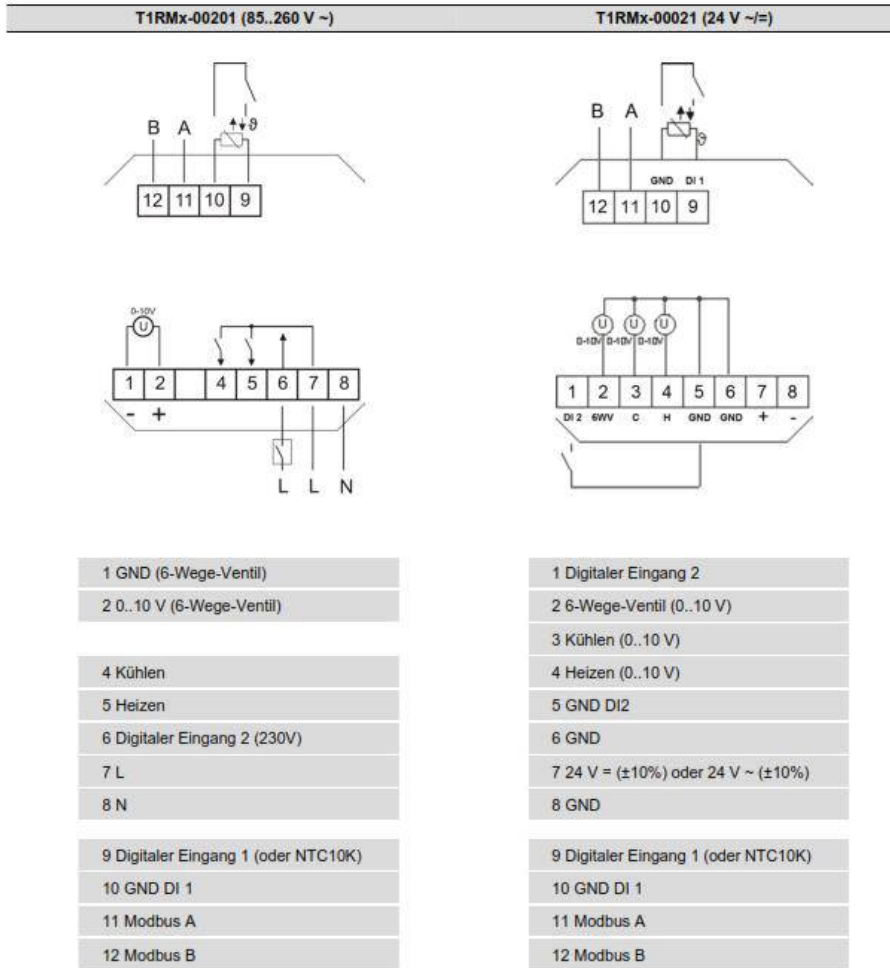 T1RMx-00201 (85..260 V ~)
T1RMx-00021 (24 V ~/=)
B A
ϑ
12 11 10 9
0-10V
U
1 2 4 5 6 7 8
- +
L L N
B A
ϑ
GND DI 1
12 11 10 9
U U U
0-10V 0-10V 0-10V
1 2 3 4 5 6 7 8
DI 2 6WV C H GND GND + -
1 GND (6-Wege-Ventil)
2 0..10 V (6-Wege-Ventil)
4 Kühlen
5 Heizen
6 Digitaler Eingang 2 (230V)
7 L
8 N
9 Digitaler Eingang 1 (oder NTC10K)
10 GND DI 1
11 Modbus A
12 Modbus B
1 Digitaler Eingang 2
2 6-Wege-Ventil (0..10 V)
3 Kühlen (0..10 V)
4 Heizen (0..10 V)
5 GND DI2
6 GND
7 24 V = (±10%) oder 24 V ~ (±10%)
8 GND
9 Digitaler Eingang 1 (oder NTC10K)
10 GND DI 1
11 Modbus A
12 Modbus B